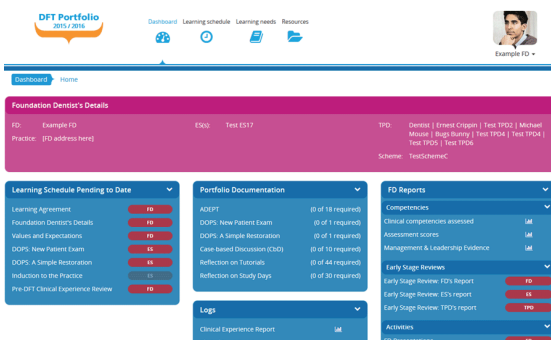 DFT Portfolio
2015 / 2016
Dashboard Learning schedule Learning needs Resources
Example FD
Dashboard Home
Foundation Dentist's Details
FD: Example FD
Practice: [FD address here]
ES(s): Test ES17
TPD: Dentist | Ernest Crippin | Test TPD2 | Michael
Mouse | Bugs Bunny | Test TPD4 | Test TPD4 |
Test TPD5 | Test TPD6
Scheme: TestSchemeC
Learning Schedule Pending to Date
Learning Agreement FD
Foundation Dentist's Details FD
Values and Expectations FD
DOPS: New Patient Exam ES
DOPS: A Simple Restoration ES
Induction to the Practice ES
Pre-DFT Clinical Experience Review FD
Portfolio Documentation
ADEPT (0 of 18 required)
DOPS: New Patient Exam (0 of 1 required)
DOPS: A Simple Restoration (0 of 1 required)
Case-based Discussion (CbD) (0 of 10 required)
Reflection on Tutorials (0 of 44 required)
Reflection on Study Days (0 of 30 required)
Logs
Clinical Experience Report
FD Reports
Competencies
Clinical competencies assessed
Assessment scores
Management & Leadership Evidence
Early Stage Reviews
Early Stage Review: FD's Report FD
Early Stage Review: ES's report ES
Early Stage Review: TPD's report TPD
Activities